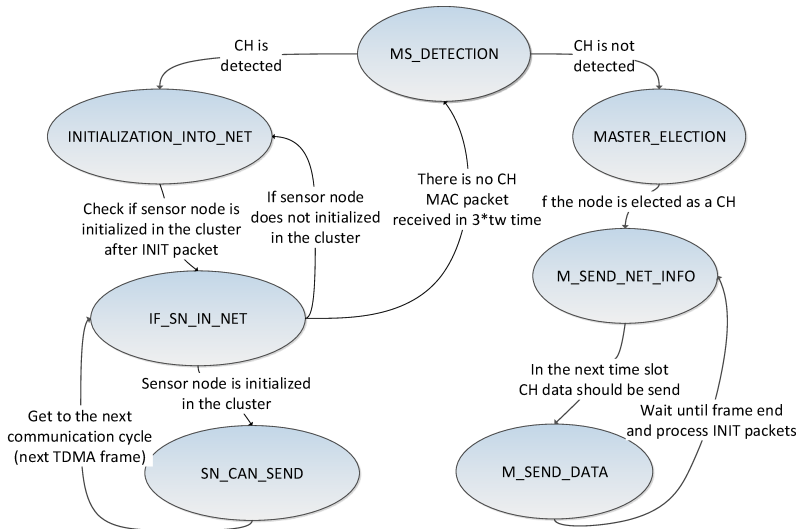 MS_DETECTION
CH is
detected
CH is not
detected
INITIALIZATION_INTO_NET
MASTER_ELECTION
Check if sensor node is
initialized in the cluster
after INIT packet
If sensor node
does not initialized
in the cluster
There is no CH
MAC packet
received in 3*tw time
f the node is elected as a CH
M_SEND_NET_INFO
IF_SN_IN_NET
In the next time slot
CH data should be send
Sensor node is initialized
in the cluster
Get to the next
communication cycle
(next TDMA frame)
Wait until frame end
and process INIT packets
SN_CAN_SEND
M_SEND_DATA